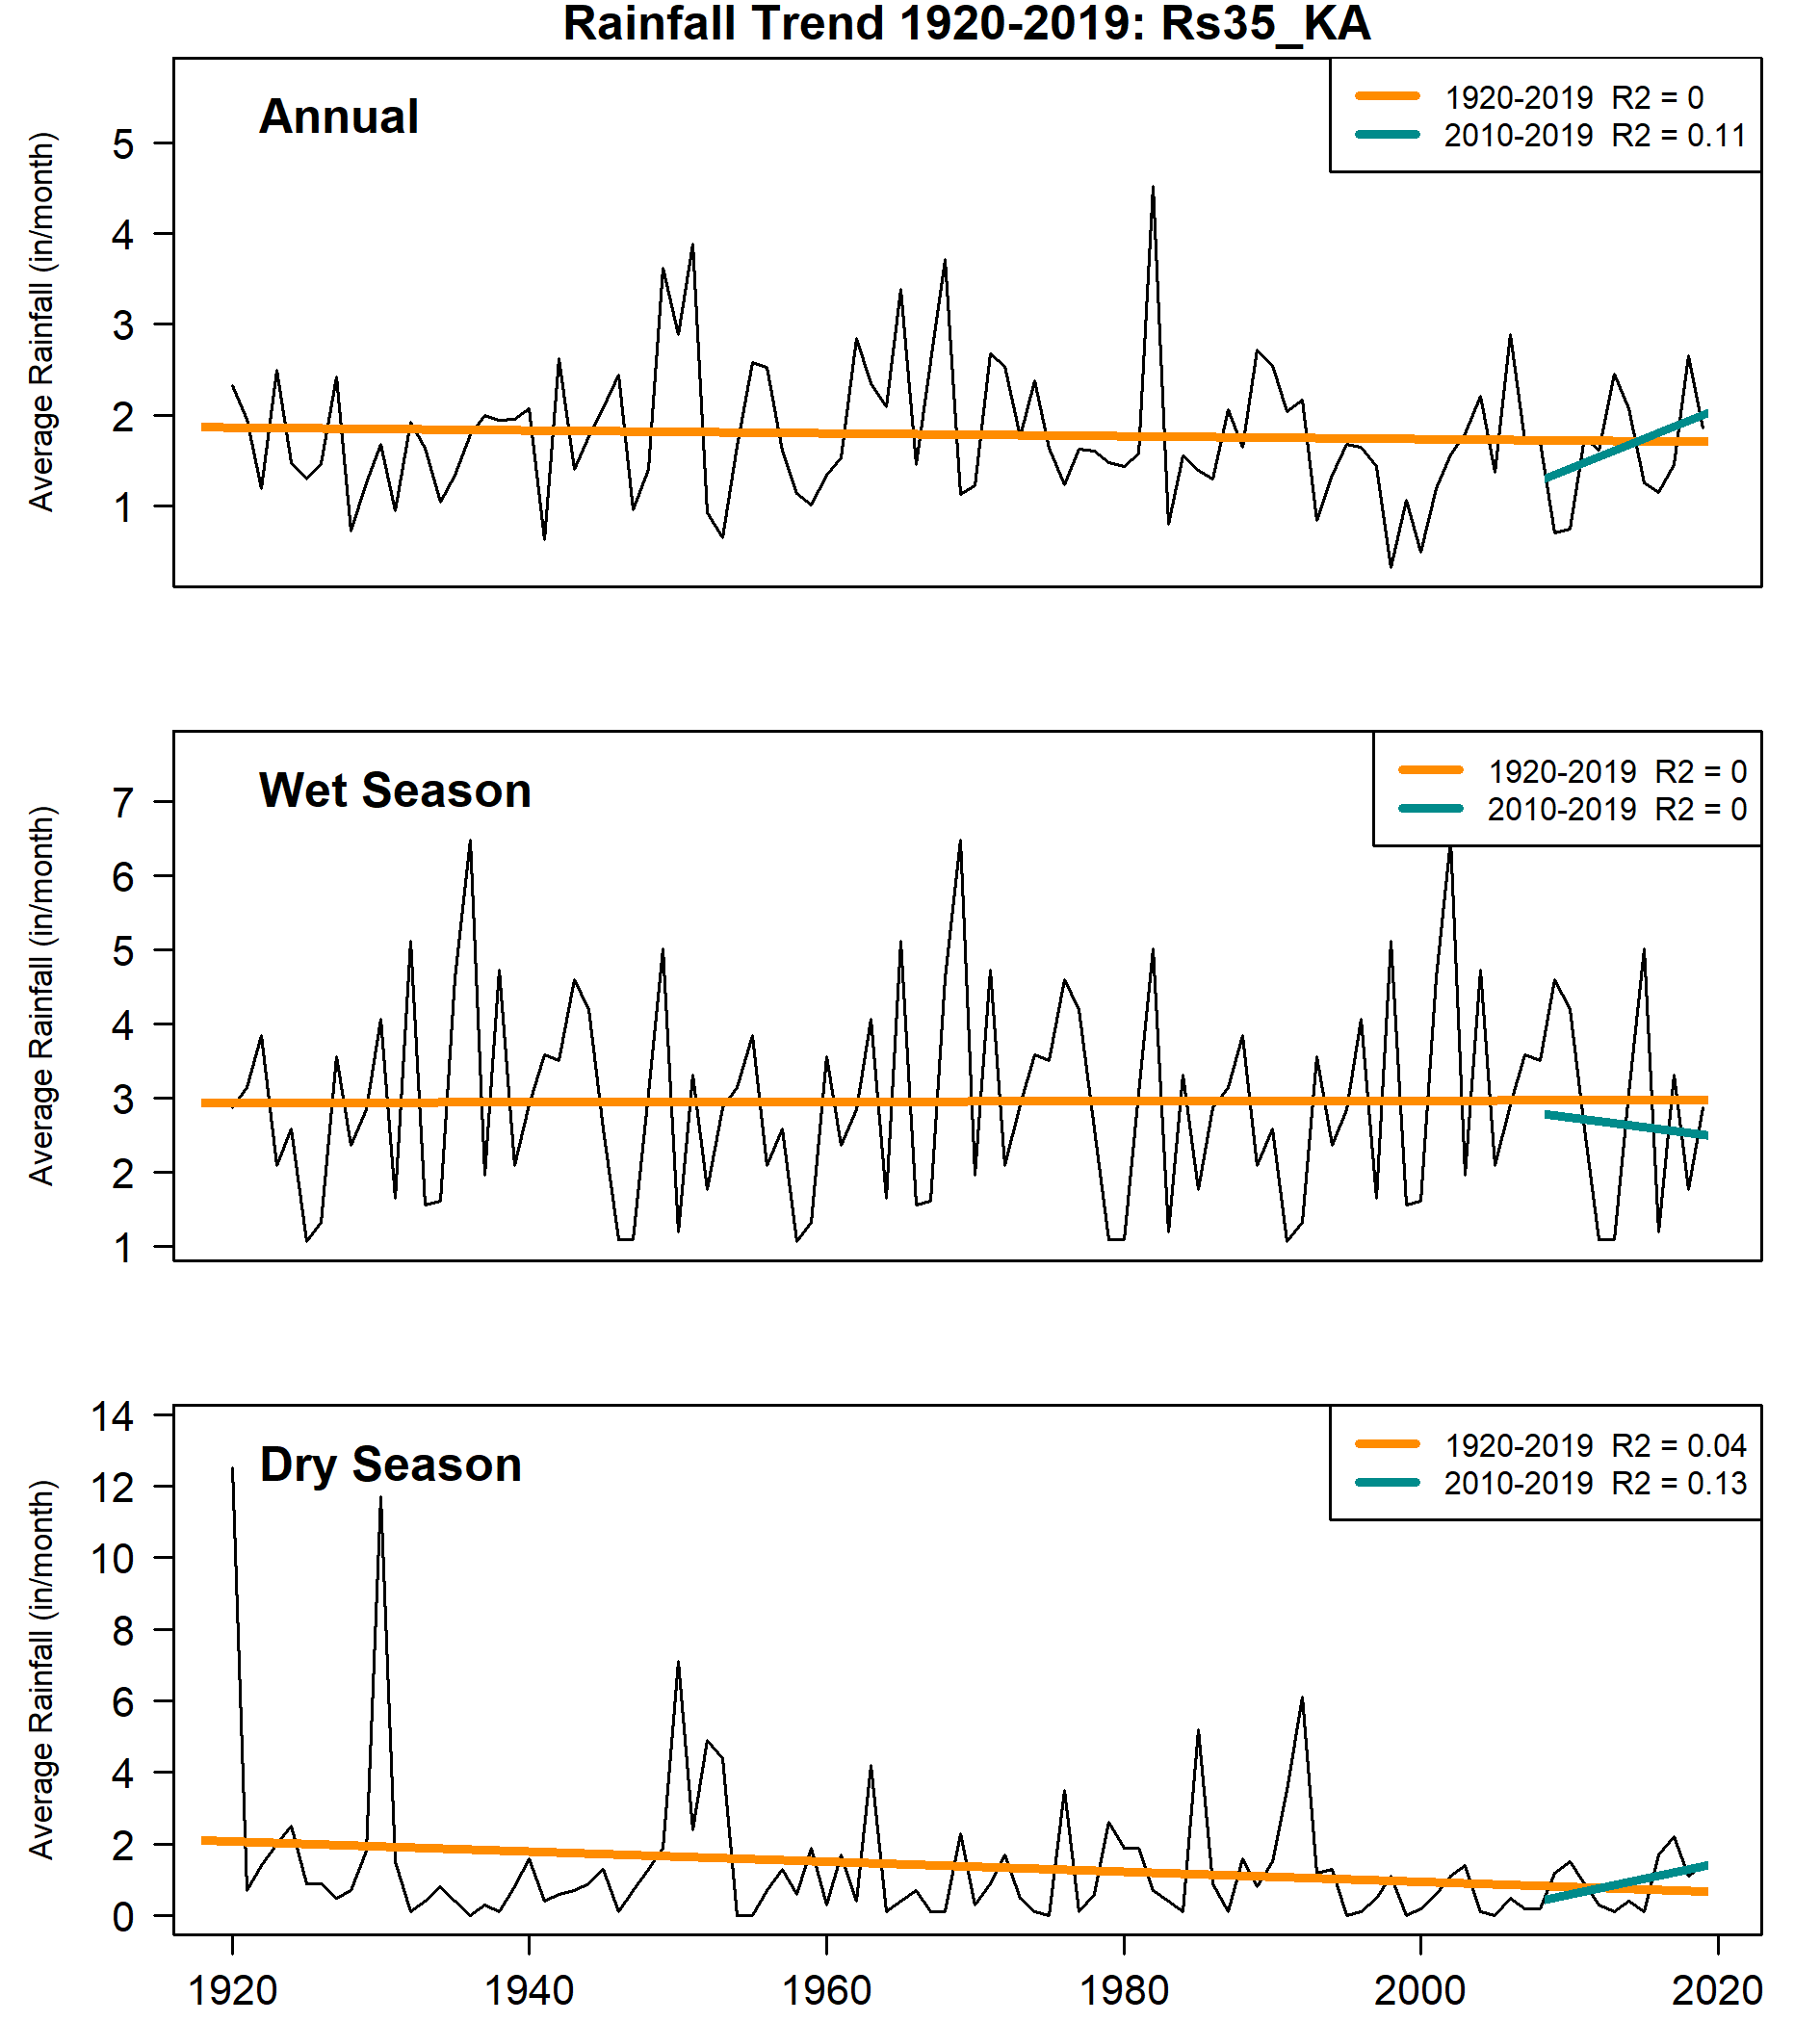 Rainfall Trend 1920-2019: Rs35_KA
Annual
1920-2019 R2 = 0
2010-2019 R2 = 0.11
Average Rainfall (in/month)
5
4
3
2
1
Wet Season
1920-2019 R2 = 0
2010-2019 R2 = 0
Average Rainfall (in/month)
7
6
5
4
3
2
1
Dry Season
1920-2019 R2 = 0.04
2010-2019 R2 = 0.13
Average Rainfall (in/month)
14
12
10
8
6
4
2
0
1920 1940 1960 1980 2000 2020